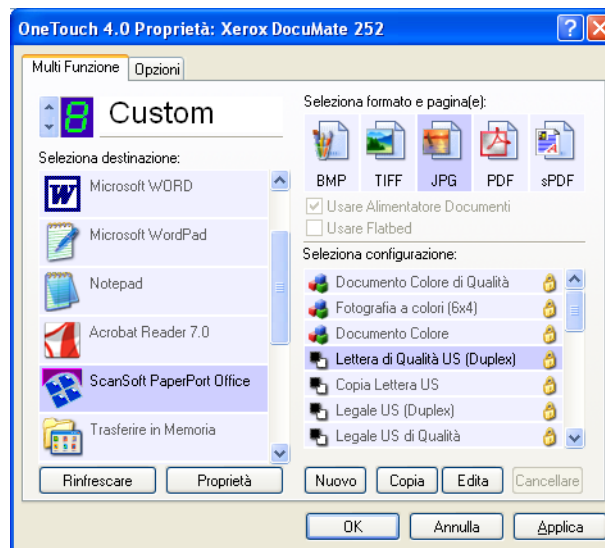 OneTouch 4.0 Proprietà: Xerox DocuMate 252
Multi Funzione
Opzioni
8
Custom
Seleziona destinazione:
Microsoft WORD
Microsoft WordPad
Notepad
Acrobat Reader 7.0
ScanSoft PaperPort Office
Trasferire in Memoria
Rinfrescare
Proprietà
Seleziona formato e pagina(e):
BMP
TIFF
JPG
PDF
sPDF
Usare Alimentatore Documenti
Usare Flatbed
Seleziona configurazione:
Documento Colore di Qualità
Fotografia a colori (6x4)
Documento Colore
Lettera di Qualità US (Duplex)
Copia Lettera US
Legale US (Duplex)
Legale US di Qualità
Nuovo
Copia
Edita
Cancellare
OK
Annulla
Applica